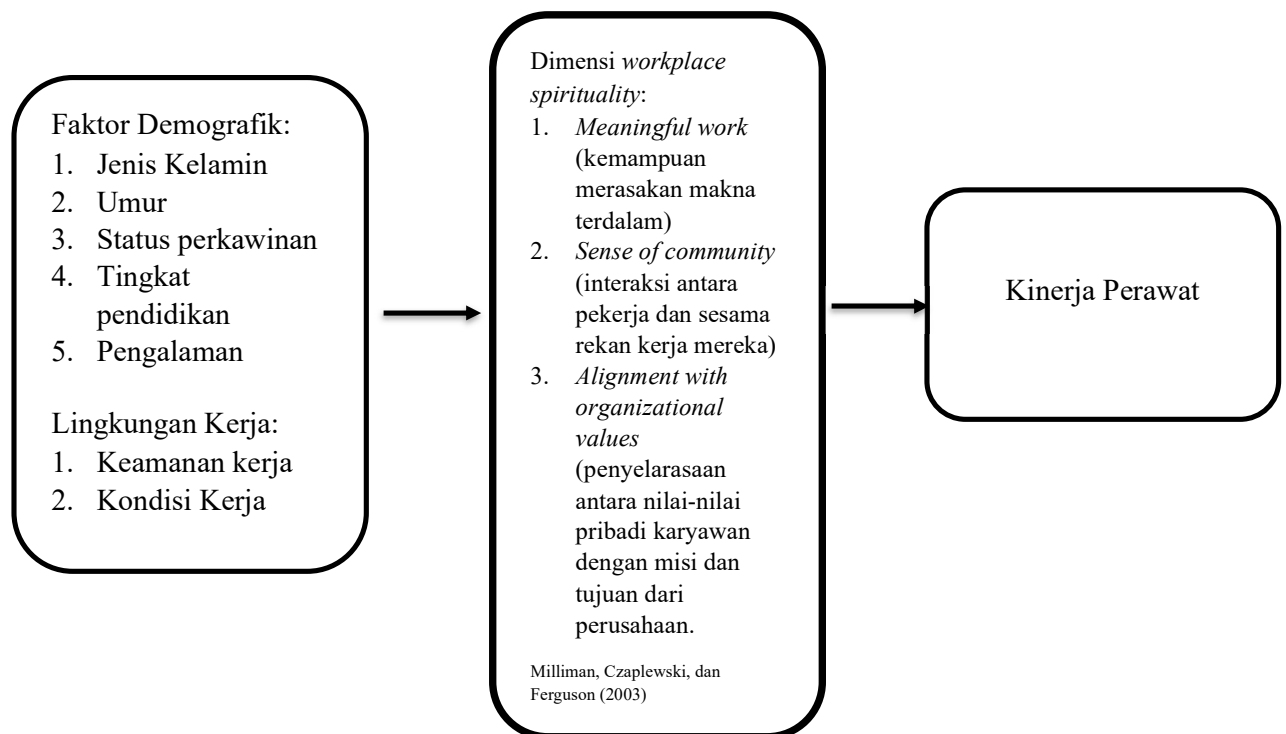 Faktor Demografik:
1. Jenis Kelamin
2. Umur
3. Status perkawinan
4. Tingkat
pendidikan
5. Pengalaman
Lingkungan Kerja:
1. Keamanan kerja
2. Kondisi Kerja
Dimensi workplace
spirituality:
1. Meaningful work
(kemampuan
merasakan makna
terdalam)
2. Sense of community
(interaksi antara
pekerja dan sesama
rekan kerja mereka)
3. Alignment with
organizational
values
(penyelarasaan
antara nilai-nilai
pribadi karyawan
dengan misi dan
tujuan dari
perusahaan.
Milliman, Czaplewski, dan
Ferguson (2003)
Kinerja Perawat